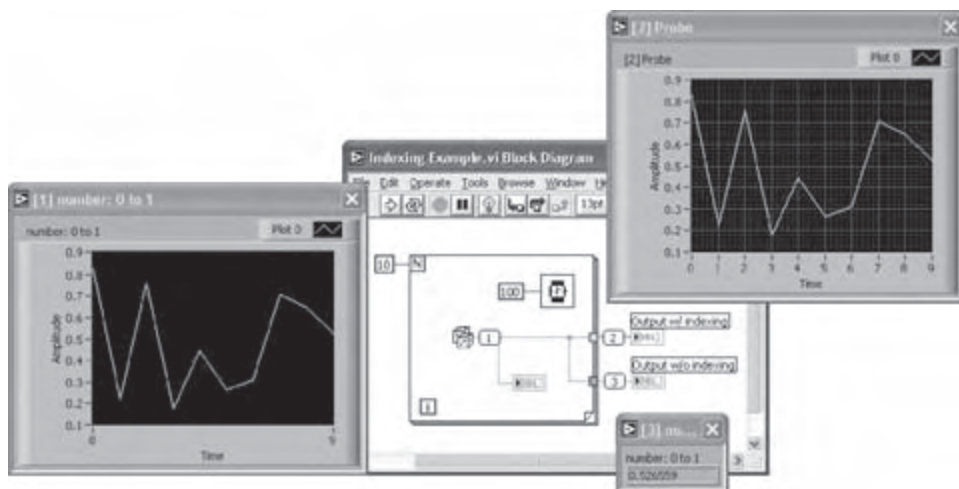 [2] Probe
[2] Probe
Plot 0
0.9
0.8
0.7
0.6
0.5
0.4
0.3
0.2
0.1
Amplitude
0 1 2 3 4 5 6 7 8 9
Time
Indexing Example.vi Block Diagram
File Edit Operate Tools Browse Window
13pt
10
N
100
1
2
3
i
Output w/ indexing
DBL
Output w/o indexing
DBL
DBL
[1] number: 0 to 1
number: 0 to 1
Plot 0
0.9
0.8
0.7
0.6
0.5
0.4
0.3
0.2
0.1
Amplitude
0 9
Time
[3] nu...
number: 0 to 1
0.526559